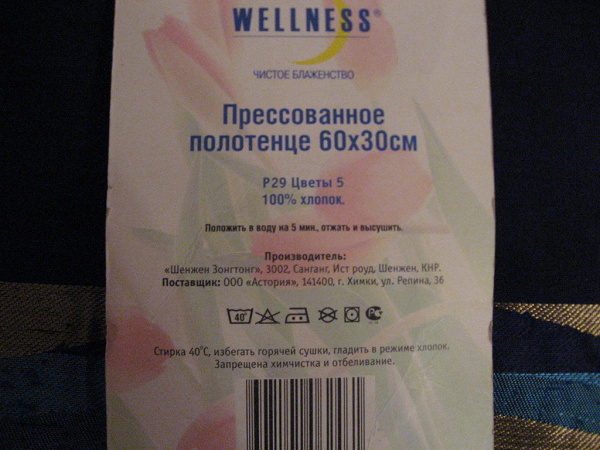 WELLNESS®
ЧИСТОЕ БЛАЖЕНСТВО
Прессованное
полотенце 60x30см
P29 Цветы 5
100% хлопок.
Положить в воду на 5 мин., отжать и высушить.
Производитель:
«Шенжен Зонгтонг», 3002, Санганг, Ист роуд, Шенжен, КНР.
Поставщик: ООО «Астория», 141400, г. Химки, ул. Репина, 36
40°
Стирка 40°C, избегать горячей сушки, гладить в режиме хлопок.
Запрещена химчистка и отбеливание.